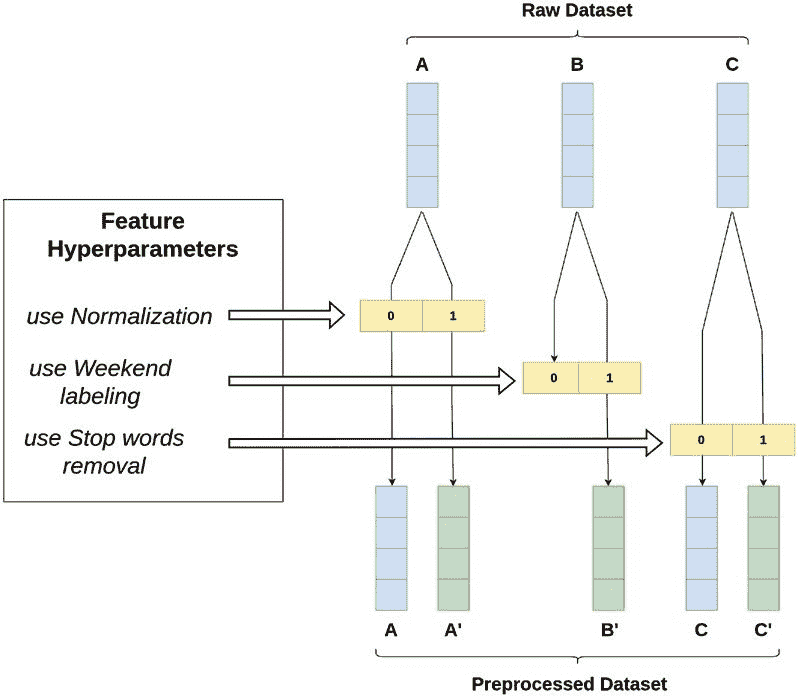 Raw Dataset
A B C
Feature
Hyperparameters
use Normalization
0 1
use Weekend
labeling
0 1
use Stop words
removal
0 1
A A' B' C C'
Preprocessed Dataset